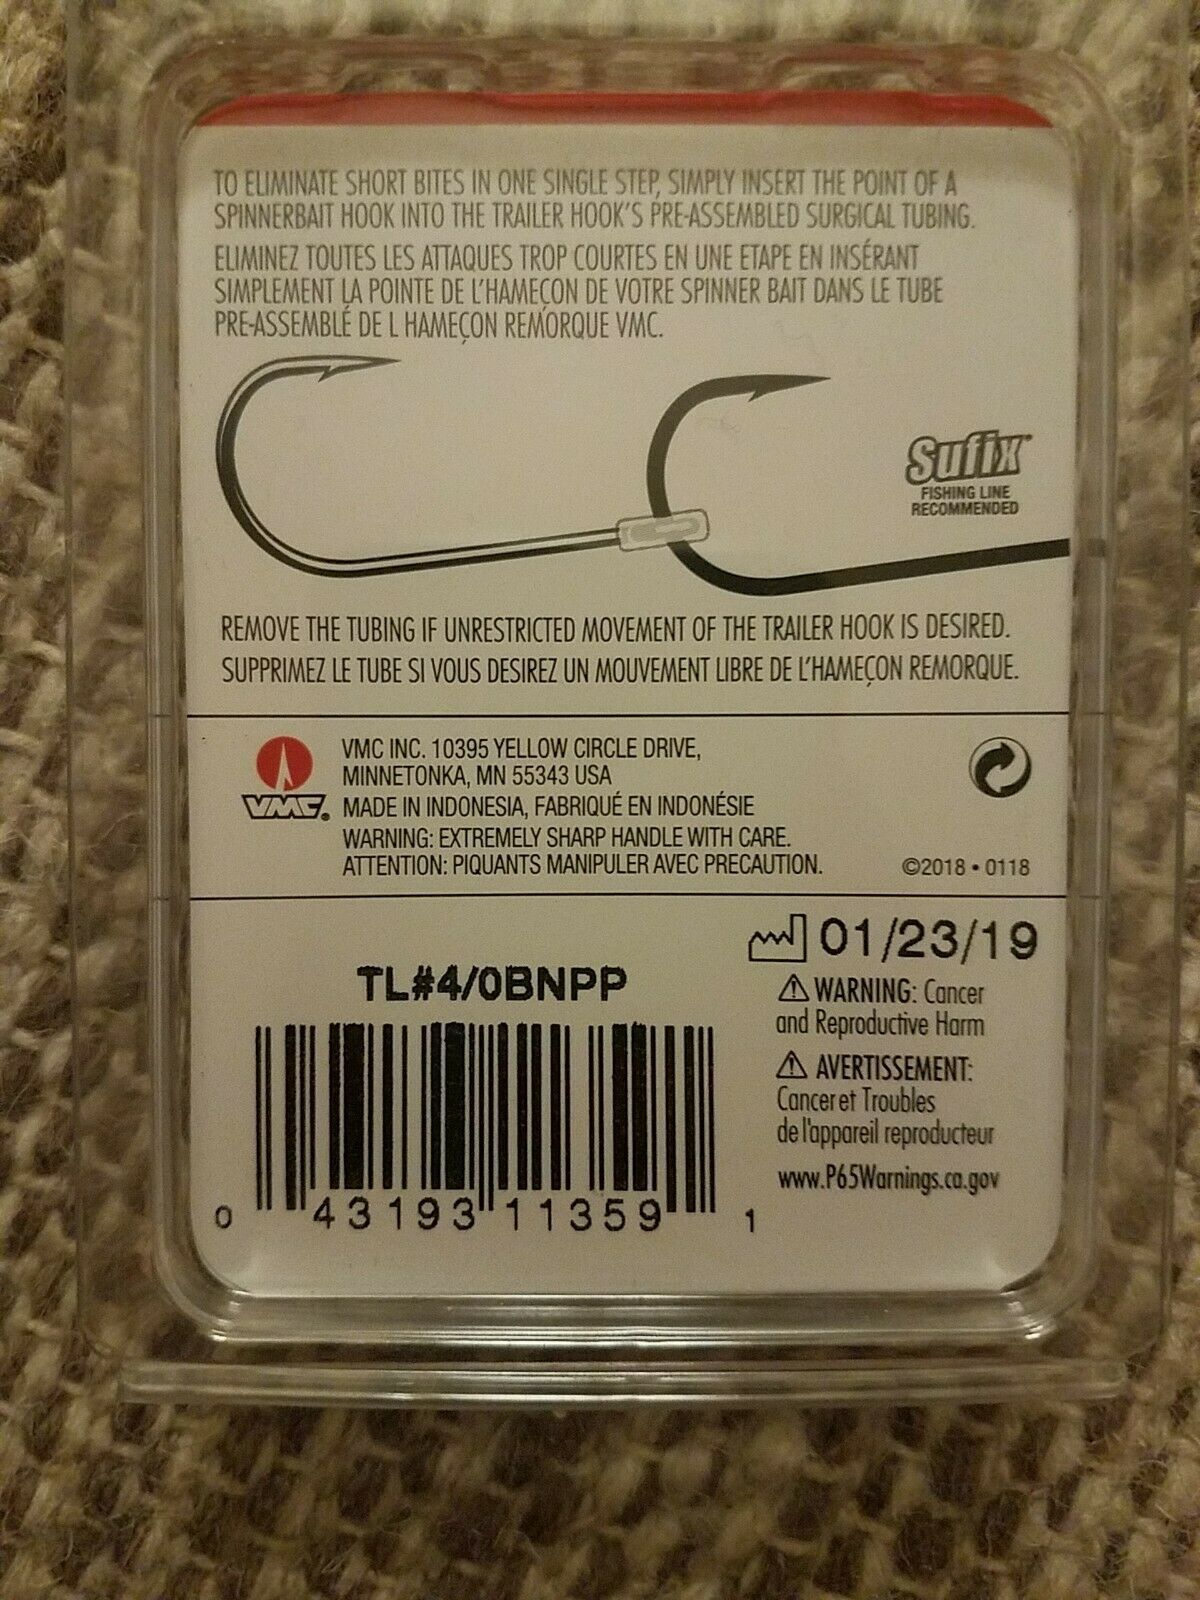 TO ELIMINATE SHORT BITES IN ONE SINGLE STEP, SIMPLY INSERT THE POINT OF A
SPINNERBAIT HOOK INTO THE TRAILER HOOK'S PRE-ASSEMBLED SURGICAL TUBING.
ELIMINEZ TOUTES LES ATTAQUES TROP COURTES EN UNE ETAPE EN INSÉRANT
SIMPLEMENT LA POINTE DE L'HAMEÇON DE VOTRE SPINNER BAIT DANS LE TUBE
PRE-ASSEMBLÉ DE L HAMEÇON REMORQUE VMC.
Sufix
FISHING LINE
RECOMMENDED
REMOVE THE TUBING IF UNRESTRICTED MOVEMENT OF THE TRAILER HOOK IS DESIRED.
SUPPRIMEZ LE TUBE SI VOUS DESIREZ UN MOUVEMENT LIBRE DE L'HAMEÇON REMORQUE.
VMC®
VMC INC. 10395 YELLOW CIRCLE DRIVE,
MINNETONKA, MN 55343 USA
MADE IN INDONESIA, FABRIQUÉ EN INDONÉSIE
WARNING: EXTREMELY SHARP HANDLE WITH CARE.
ATTENTION: PIQUANTS MANIPULER AVEC PRECAUTION.
©2018 • 0118
01/23/19
TL#4/0BNPP
⚠ WARNING: Cancer
and Reproductive Harm
⚠ AVERTISSEMENT:
Cancer et Troubles
de l'appareil reproducteur
www.P65Warnings.ca.gov
0 43193 11359 1